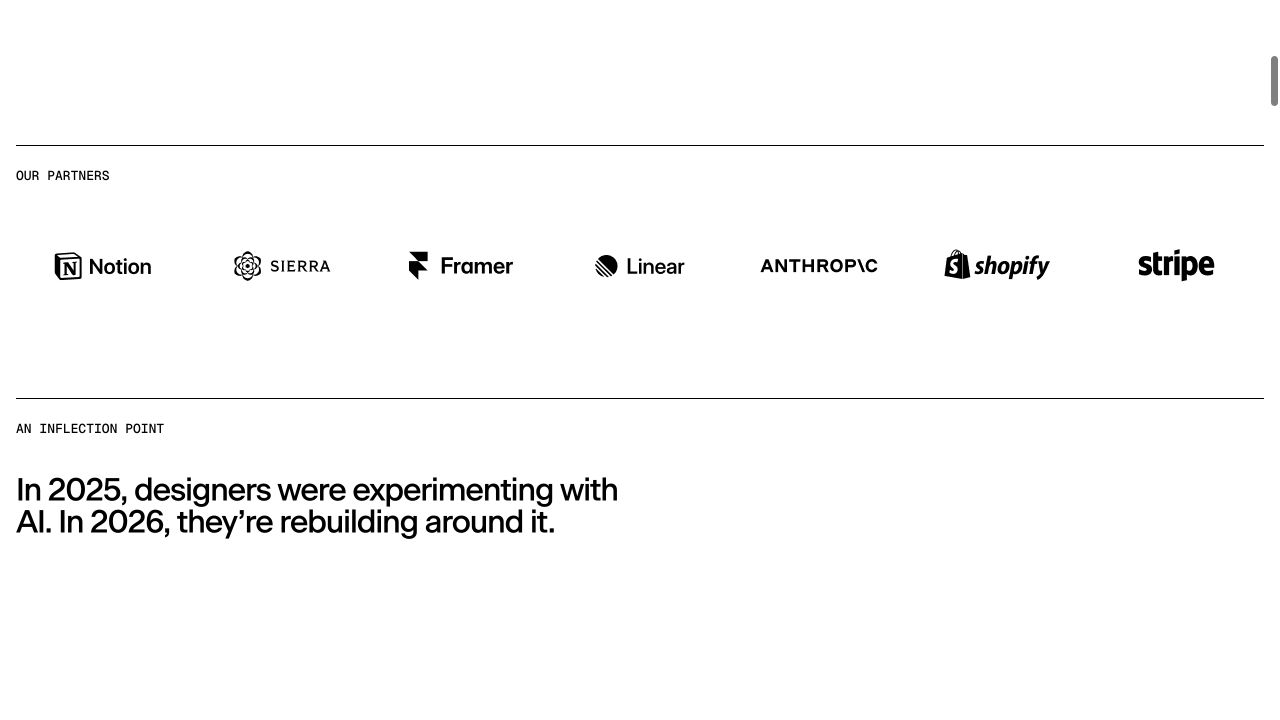 OUR PARTNERS
Notion SIERRA Framer Linear ANTHROP\C shopify stripe
AN INFLECTION POINT
In 2025, designers were experimenting with
AI. In 2026, they’re rebuilding around it.